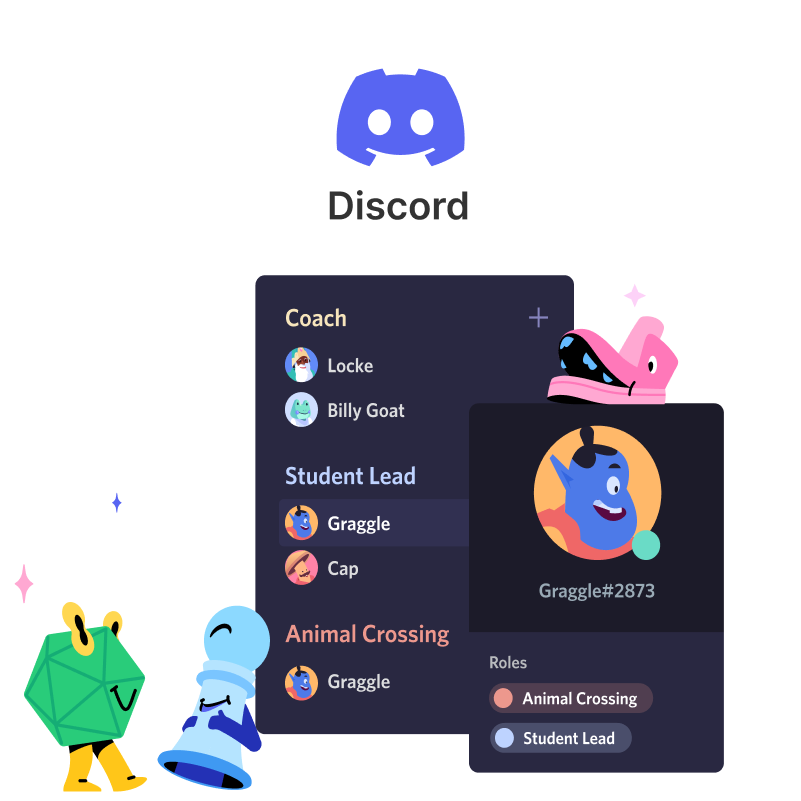 Discord
Coach
Locke
Billy Goat
Student Lead
Graggle
Cap
Animal Crossing
Graggle
Graggle#2873
Roles
Animal Crossing
Student Lead